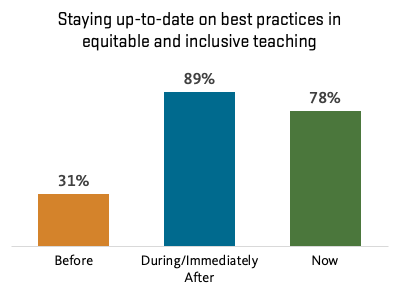 Staying up-to-date on best practices in
equitable and inclusive teaching
89%
78%
31%
Before
During/Immediately
After
Now